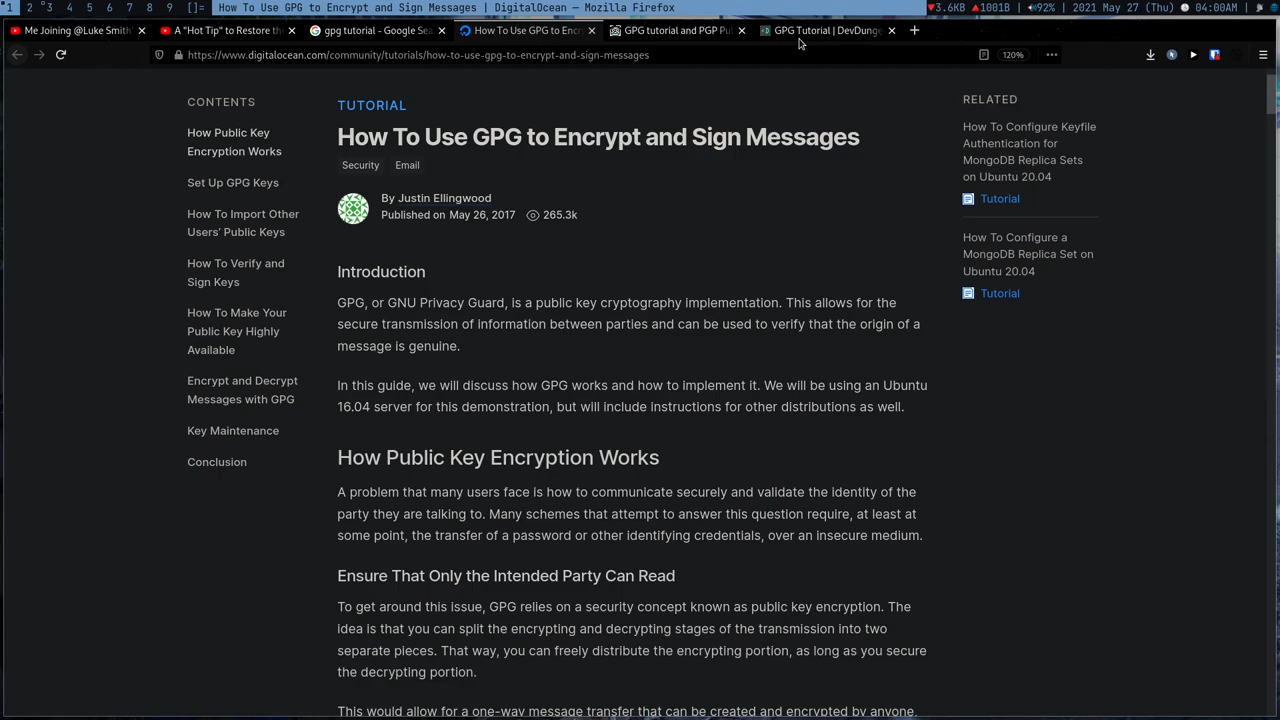 1 2 °3 4 5 6 7 8 9 []= How To Use GPG to Encrypt and Sign Messages | DigitalOcean — Mozilla Firefox ▼3.6KB ▲1001B | 92% | 2021 May 27 (Thu) 04:00AM |
Me Joining @Luke Smith' A "Hot Tip" to Restore th gpg tutorial - Google Sea How To Use GPG to Encr GPG tutorial and PGP Pu GPG Tutorial | DevDunge
https://www.digitalocean.com/community/tutorials/how-to-use-gpg-to-encrypt-and-sign-messages 120%
CONTENTS
How Public Key
Encryption Works
Set Up GPG Keys
How To Import Other
Users' Public Keys
How To Verify and
Sign Keys
How To Make Your
Public Key Highly
Available
Encrypt and Decrypt
Messages with GPG
Key Maintenance
Conclusion
TUTORIAL
How To Use GPG to Encrypt and Sign Messages
Security Email
By Justin Ellingwood
Published on May 26, 2017 265.3k
Introduction
GPG, or GNU Privacy Guard, is a public key cryptography implementation. This allows for the
secure transmission of information between parties and can be used to verify that the origin of a
message is genuine.
In this guide, we will discuss how GPG works and how to implement it. We will be using an Ubuntu
16.04 server for this demonstration, but will include instructions for other distributions as well.
How Public Key Encryption Works
A problem that many users face is how to communicate securely and validate the identity of the
party they are talking to. Many schemes that attempt to answer this question require, at least at
some point, the transfer of a password or other identifying credentials, over an insecure medium.
Ensure That Only the Intended Party Can Read
To get around this issue, GPG relies on a security concept known as public key encryption. The
idea is that you can split the encrypting and decrypting stages of the transmission into two
separate pieces. That way, you can freely distribute the encrypting portion, as long as you secure
the decrypting portion.
This would allow for a one-way message transfer that can be created and encrypted by anyone,
RELATED
How To Configure Keyfile
Authentication for
MongoDB Replica Sets
on Ubuntu 20.04
Tutorial
How To Configure a
MongoDB Replica Set on
Ubuntu 20.04
Tutorial